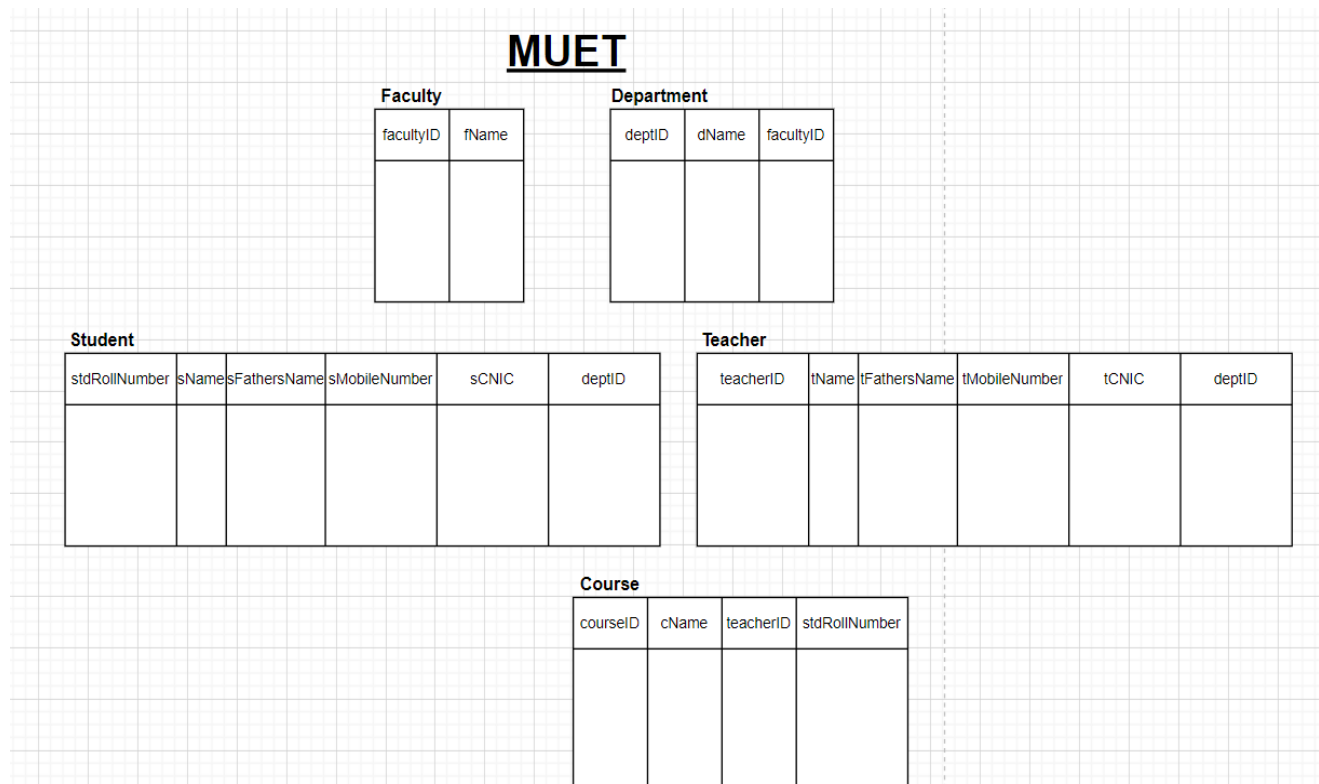 MUET
Faculty Department
facultyID fName deptID dName facultyID
Student Teacher
stdRollNumber sName sFathersName sMobileNumber sCNIC deptID teacherID tName tFathersName tMobileNumber tCNIC deptID
Course
courseID cName teacherID stdRollNumber